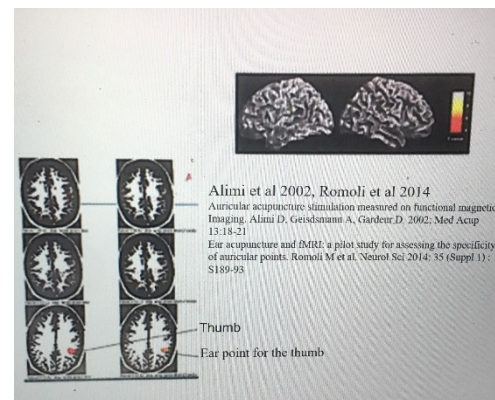 A
Alimi et al 2002, Romoli et al 2014
Auricular acupuncture stimulation measured on functional magnetic
Imaging. Alimi D, Geisdsmann A, Gardeur D. 2002; Med Acup
13:18-21
Ear acupuncture and fMRI: a pilot study for assessing the specificity
of auricular points. Romoli M et al. Neurol Sci 2014; 35 (Suppl 1) :
S189-93
Thumb
Ear point for the thumb